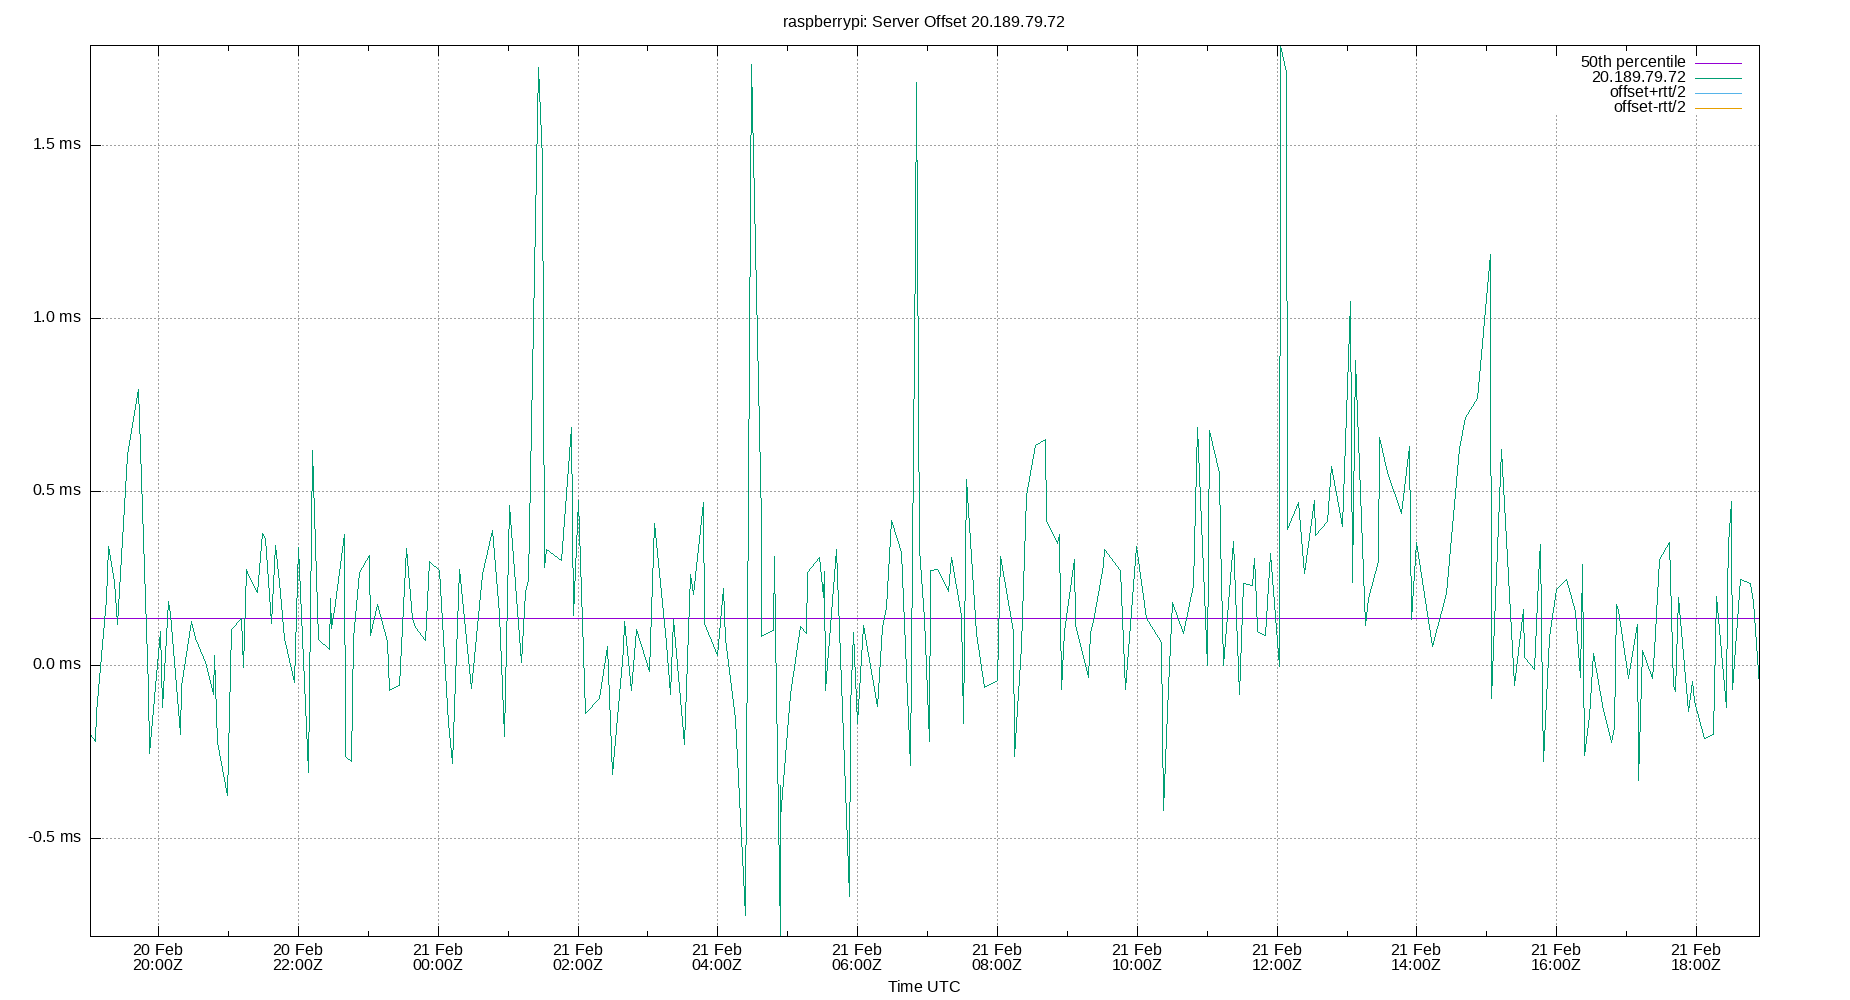 raspberrypi: Server Offset 20.189.79.72
50th percentile
20.189.79.72
offset+rtt/2
offset-rtt/2
1.5 ms
1.0 ms
0.5 ms
0.0 ms
-0.5 ms
20 Feb 20 Feb 21 Feb 21 Feb 21 Feb 21 Feb 21 Feb 21 Feb 21 Feb 21 Feb 21 Feb 21 Feb
20:00Z 22:00Z 00:00Z 02:00Z 04:00Z 06:00Z 08:00Z 10:00Z 12:00Z 14:00Z 16:00Z 18:00Z
Time UTC